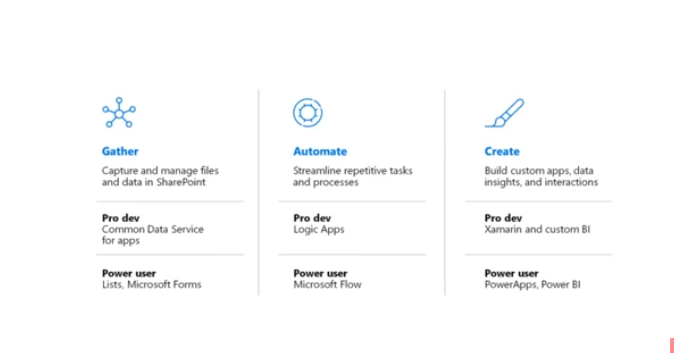 Gather
Capture and manage files
and data in SharePoint
Pro dev
Common Data Service
for apps
Power user
Lists, Microsoft Forms
Automate
Streamline repetitive tasks
and processes
Pro dev
Logic Apps
Power user
Microsoft Flow
Create
Build custom apps, data
insights, and interactions
Pro dev
Xamarin and custom BI
Power user
PowerApps, Power BI